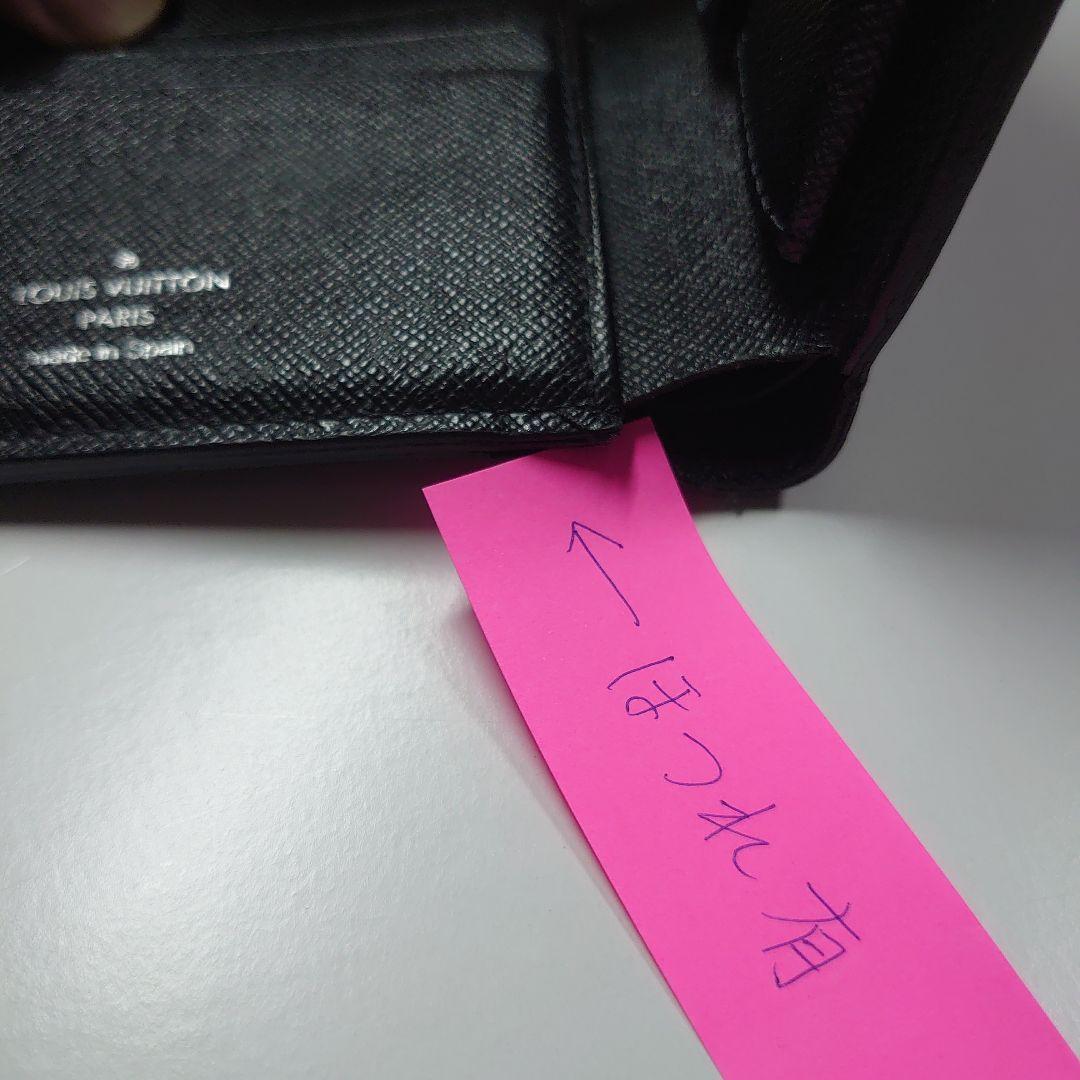 LOUIS VUITTON
PARIS
made in Spain
← ほつれ有